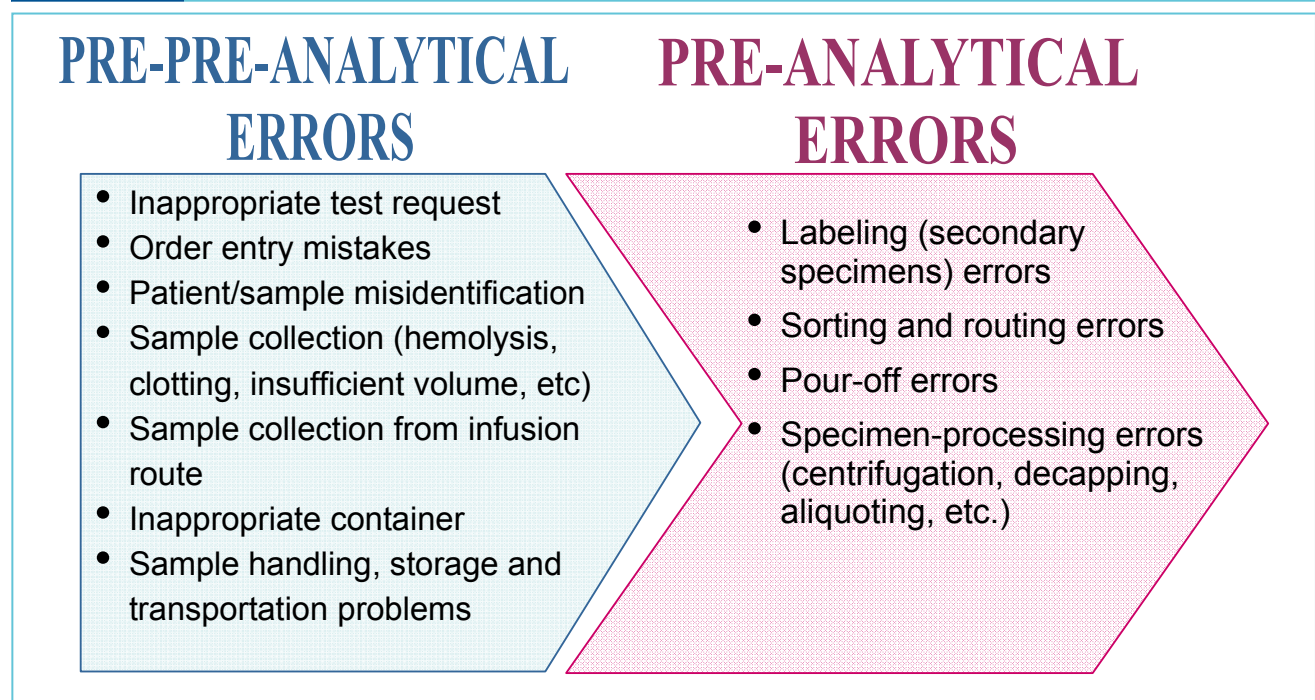 PRE-PRE-ANALYTICAL
ERRORS
• Inappropriate test request
• Order entry mistakes
• Patient/sample misidentification
• Sample collection (hemolysis,
clotting, insufficient volume, etc)
• Sample collection from infusion
route
• Inappropriate container
• Sample handling, storage and
transportation problems
PRE-ANALYTICAL
ERRORS
• Labeling (secondary
specimens) errors
• Sorting and routing errors
• Pour-off errors
• Specimen-processing errors
(centrifugation, decapping,
aliquoting, etc.)